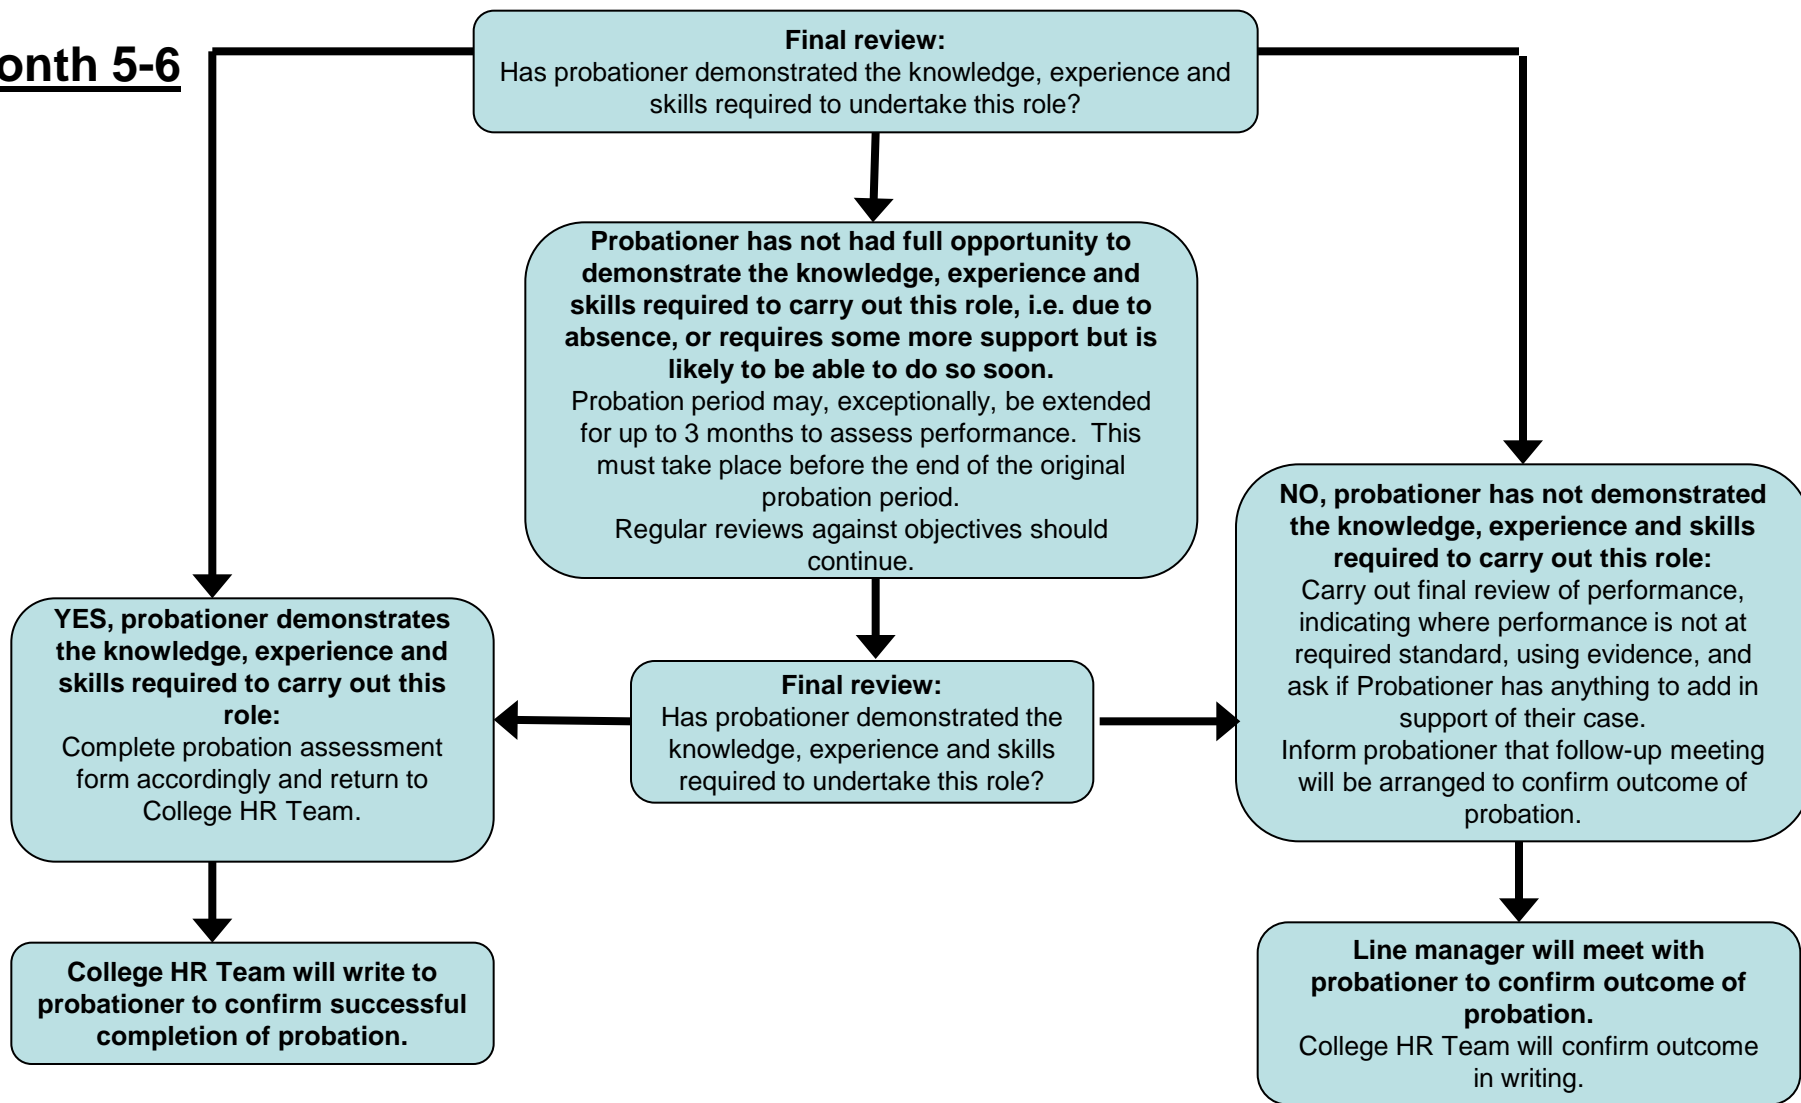 onth 5-6
Final review:
Has probationer demonstrated the knowledge, experience and
skills required to undertake this role?
Probationer has not had full opportunity to
demonstrate the knowledge, experience and
skills required to carry out this role, i.e. due to
absence, or requires some more support but is
likely to be able to do so soon.
Probation period may, exceptionally, be extended
for up to 3 months to assess performance.  This
must take place before the end of the original
probation period.
Regular reviews against objectives should
continue.
NO, probationer has not demonstrated
the knowledge, experience and skills
required to carry out this role:
Carry out final review of performance,
indicating where performance is not at
required standard, using evidence, and
ask if Probationer has anything to add in
support of their case.
Inform probationer that follow-up meeting
will be arranged to confirm outcome of
probation.
YES, probationer demonstrates
the knowledge, experience and
skills required to carry out this
role:
Complete probation assessment
form accordingly and return to
College HR Team.
Final review:
Has probationer demonstrated the
knowledge, experience and skills
required to undertake this role?
College HR Team will write to
probationer to confirm successful
completion of probation.
Line manager will meet with
probationer to confirm outcome of
probation.
College HR Team will confirm outcome
in writing.